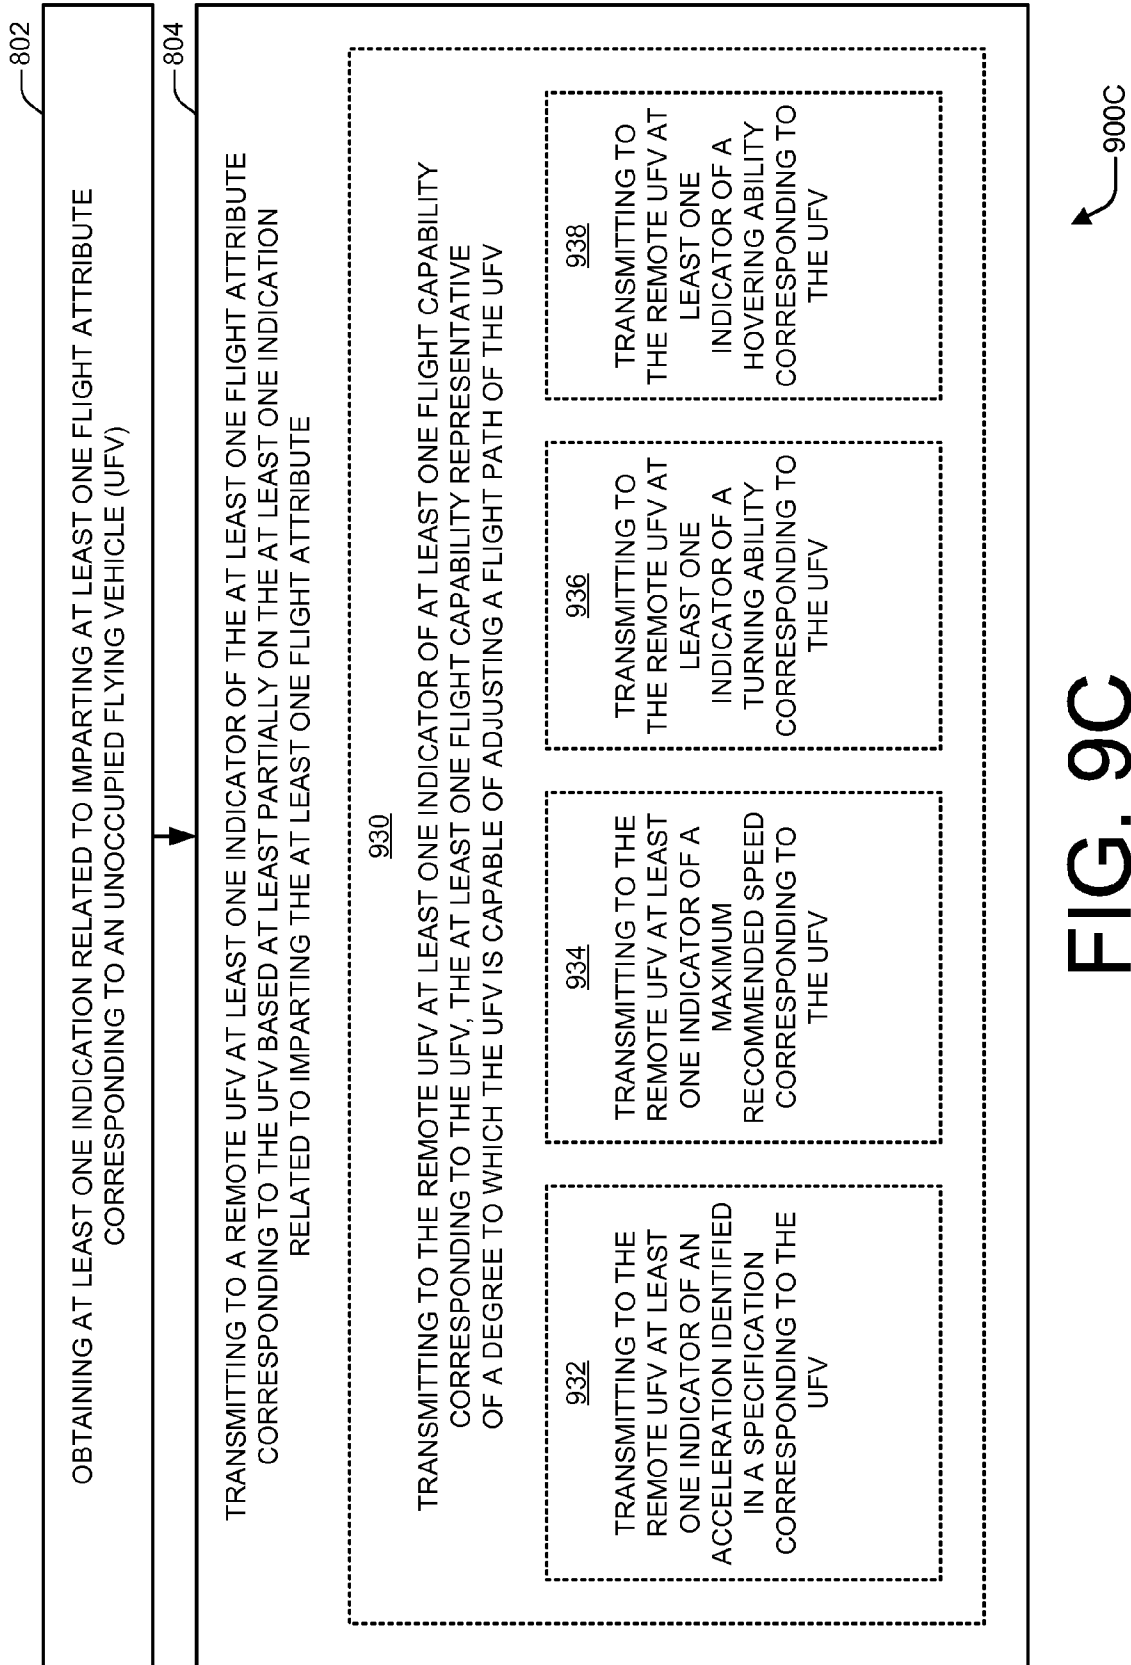 802
OBTAINING AT LEAST ONE INDICATION RELATED TO IMPARTING AT LEAST ONE FLIGHT ATTRIBUTE
CORRESPONDING TO AN UNOCCUPIED FLYING VEHICLE (UFV)
804
TRANSMITTING TO A REMOTE UFV AT LEAST ONE INDICATOR OF THE AT LEAST ONE FLIGHT ATTRIBUTE
CORRESPONDING TO THE UFV BASED AT LEAST PARTIALLY ON THE AT LEAST ONE INDICATION
RELATED TO IMPARTING THE AT LEAST ONE FLIGHT ATTRIBUTE
930
TRANSMITTING TO THE REMOTE UFV AT LEAST ONE INDICATOR OF AT LEAST ONE FLIGHT CAPABILITY
CORRESPONDING TO THE UFV, THE AT LEAST ONE FLIGHT CAPABILITY REPRESENTATIVE
OF A DEGREE TO WHICH THE UFV IS CAPABLE OF ADJUSTING A FLIGHT PATH OF THE UFV
932
TRANSMITTING TO THE
REMOTE UFV AT LEAST
ONE INDICATOR OF AN
ACCELERATION IDENTIFIED
IN A SPECIFICATION
CORRESPONDING TO THE
UFV
934
TRANSMITTING TO THE
REMOTE UFV AT LEAST
ONE INDICATOR OF A
MAXIMUM
RECOMMENDED SPEED
CORRESPONDING TO
THE UFV
936
TRANSMITTING TO
THE REMOTE UFV AT
LEAST ONE
INDICATOR OF A
TURNING ABILITY
CORRESPONDING TO
THE UFV
938
TRANSMITTING TO
THE REMOTE UFV AT
LEAST ONE
INDICATOR OF A
HOVERING ABILITY
CORRESPONDING TO
THE UFV
900C
FIG. 9C